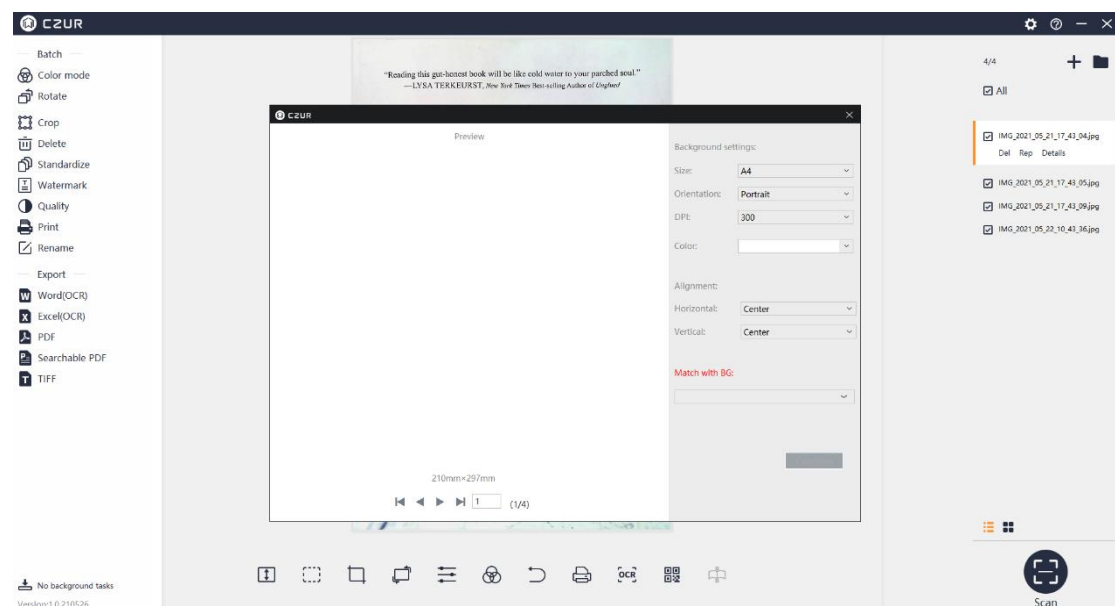 CZUR
Batch
Color mode
Rotate
Crop
Delete
Standardize
Watermark
Quality
Print
Rename
Export
Word(OCR)
Excel(OCR)
PDF
Searchable PDF
TIFF
No background tasks
Version:1.0.210526
“Reading this gut-honest book will be like cold water to your parched soul.”
—LYSA TERKEURST, New York Times Best-selling Author of Unglued
CZUR
Preview
210mm×297mm
1 (1/4)
Background settings:
Size: A4
Orientation: Portrait
DPI: 300
Color:
Alignment:
Horizontal: Center
Vertical: Center
Match with BG:
OCR
4/4
All
IMG_2021_05_21_17_43_04.jpg
Del Rep Details
IMG_2021_05_21_17_43_05.jpg
IMG_2021_05_21_17_43_09.jpg
IMG_2021_05_22_10_43_36.jpg
Scan